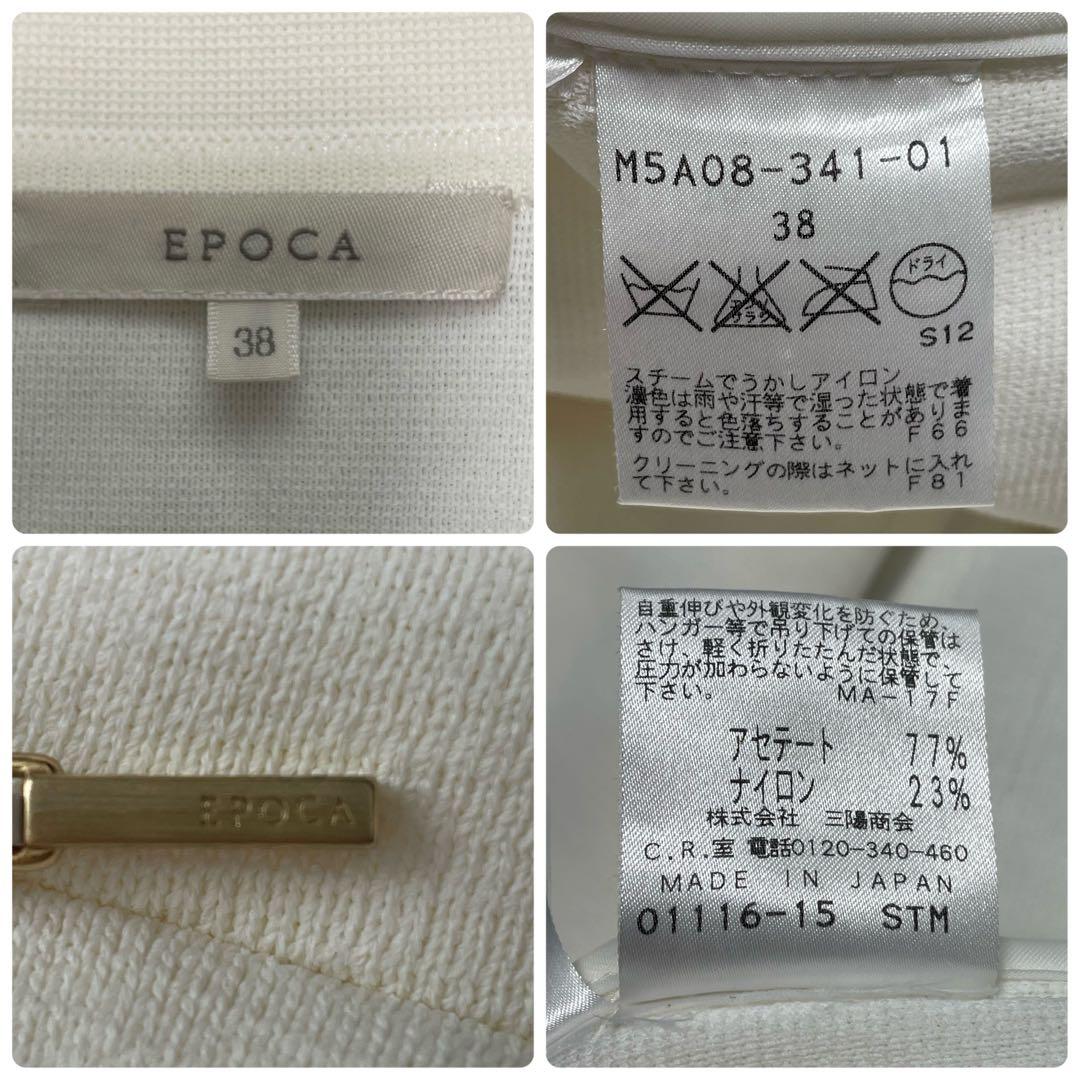 EPOCA
38
M5A08-341-01
38
エンソ
クラシ
ドライ
S12
スチームでうかしアイロン
濃色は雨や汗等で湿った状態で着
用すると色落ちすることがありま
すのでご注意下さい。 F66
クリーニングの際はネットに入れ
て下さい。 F81
EPOCA
自重伸びや外観変化を防ぐため、
ハンガー等で吊り下げての保管は
さけ、軽く折りたたんだ状態で、
圧力が加わらないように保管して
下さい。 MA-17F
アセテート 77%
ナイロン 23%
株式会社 三陽商会
C.R.室 電話0120-340-460
MADE IN JAPAN
01116-15 STM